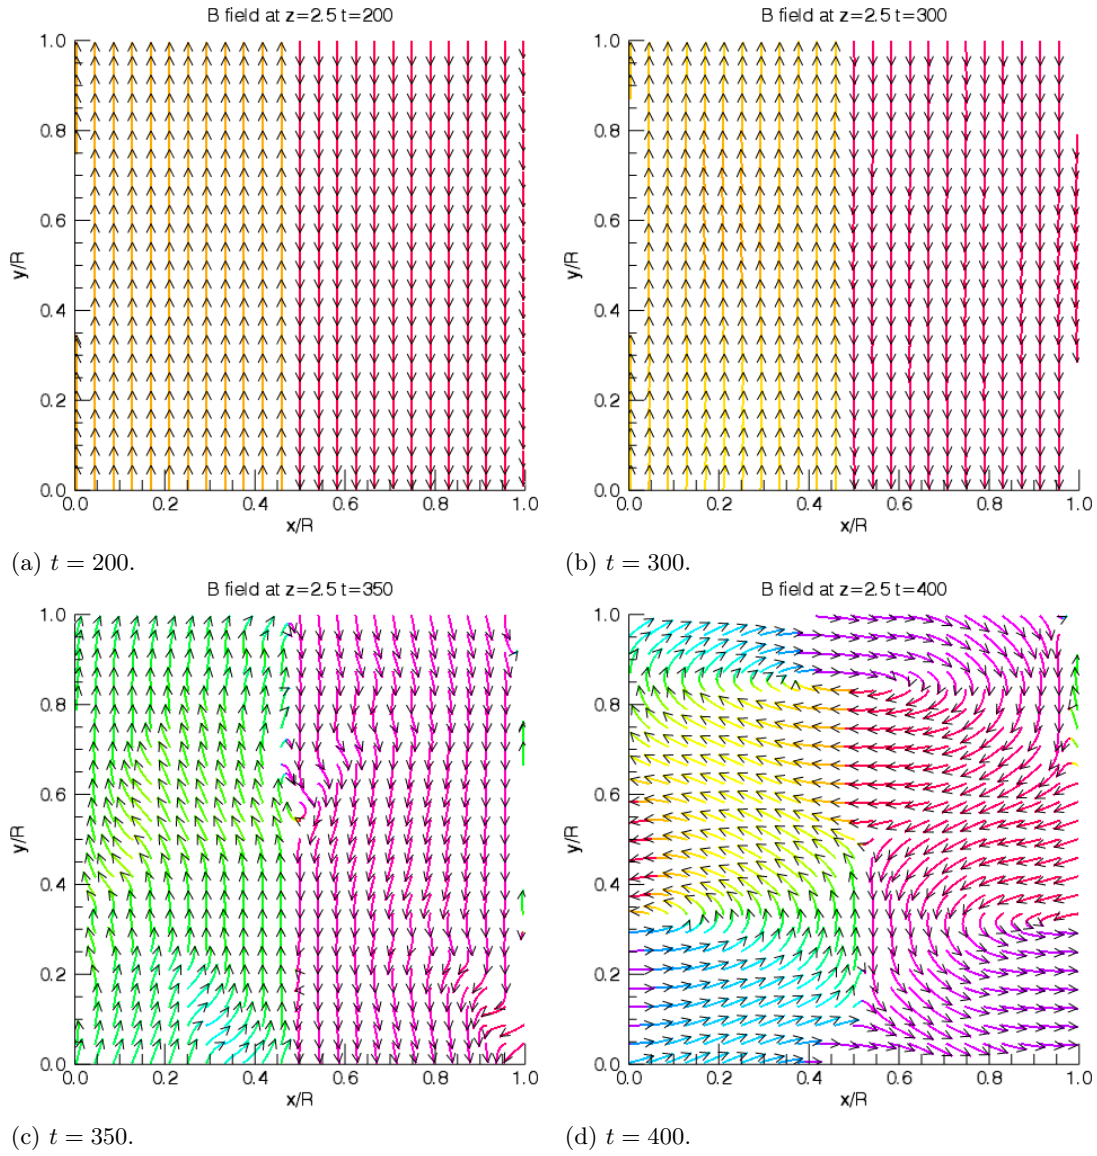 B field at z=2.5 t=200
1.0
0.8
0.6
0.4
0.2
0.0
y/R
0.0 0.2 0.4 0.6 0.8 1.0
x/R
(a) t = 200.
B field at z=2.5 t=300
1.0
0.8
0.6
0.4
0.2
0.0
y/R
0.0 0.2 0.4 0.6 0.8 1.0
x/R
(b) t = 300.
B field at z=2.5 t=350
1.0
0.8
0.6
0.4
0.2
0.0
y/R
0.0 0.2 0.4 0.6 0.8 1.0
x/R
(c) t = 350.
B field at z=2.5 t=400
1.0
0.8
0.6
0.4
0.2
0.0
y/R
0.0 0.2 0.4 0.6 0.8 1.0
x/R
(d) t = 400.